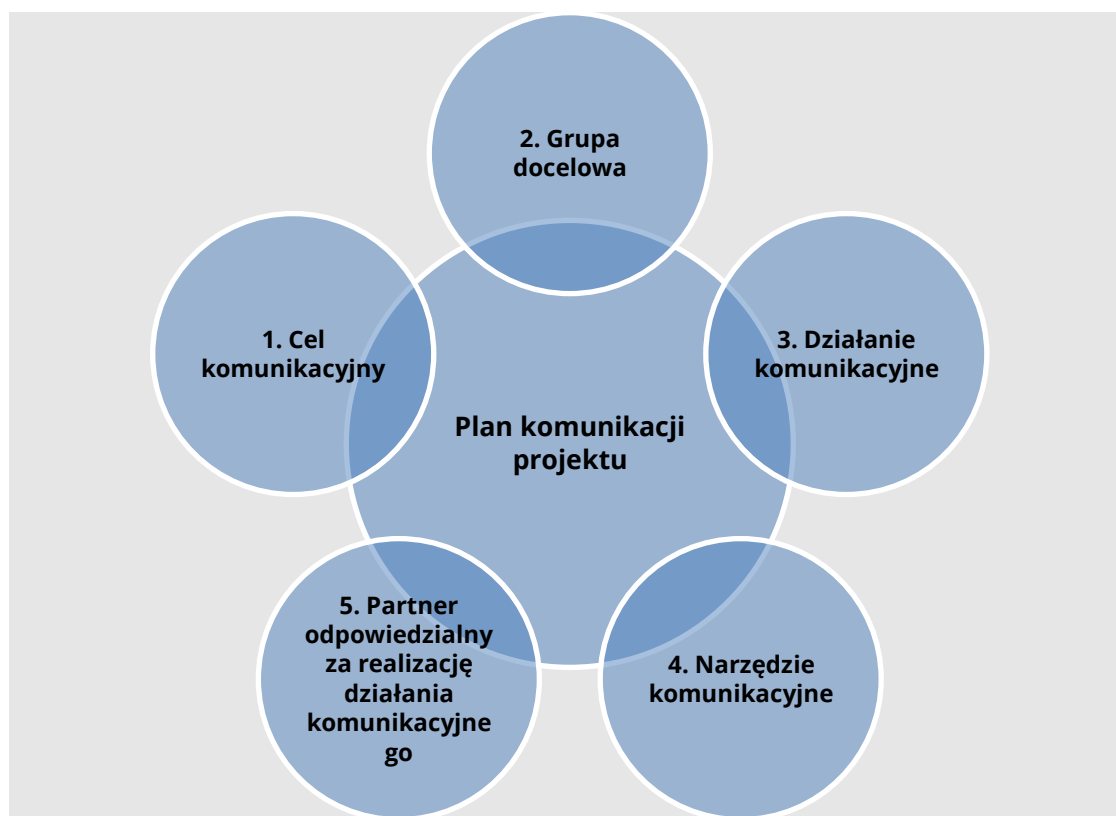 2. Grupa
docelowa
1. Cel
komunikacyjny
3. Działanie
komunikacyjne
Plan komunikacji
projektu
5. Partner
odpowiedzialny
za realizację
działania
komunikacyjne
go
4. Narzędzie
komunikacyjne